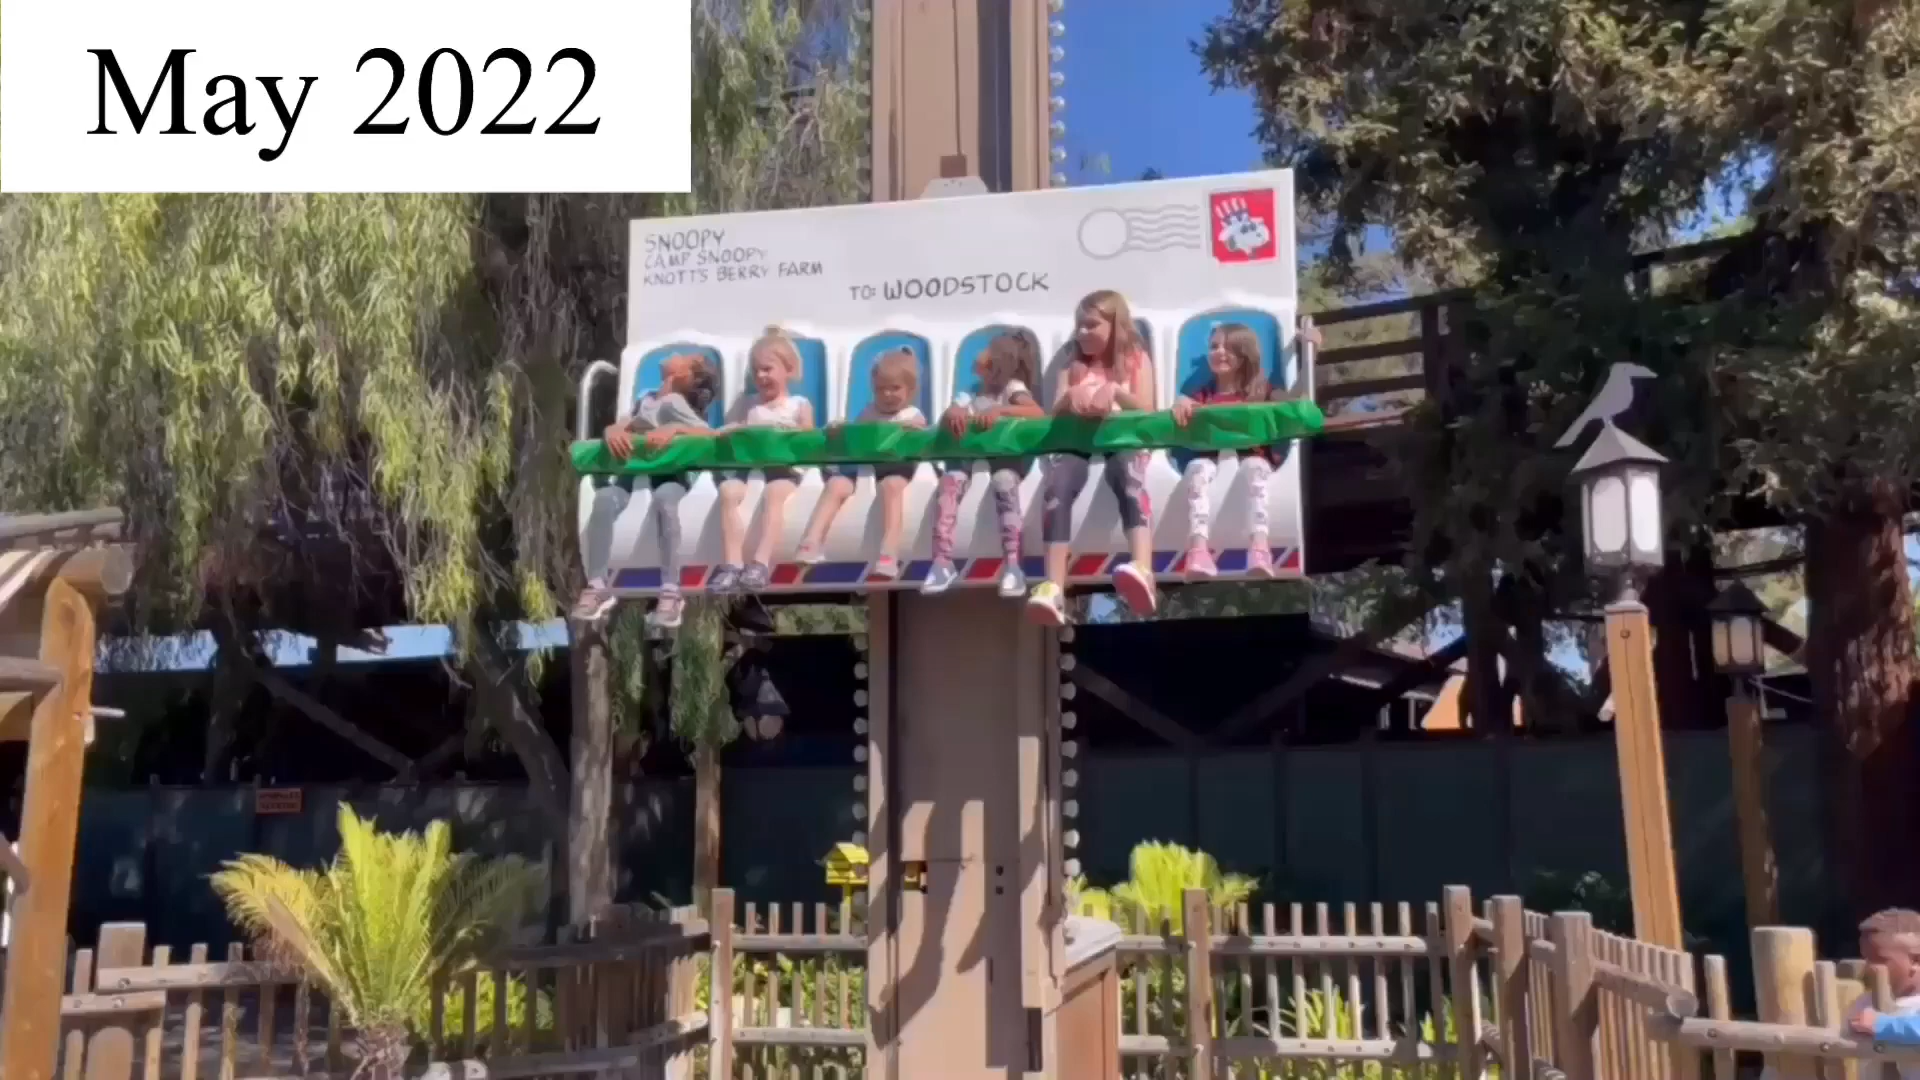 May 2022
SNOOPY
CAMP SNOOPY
KNOTT'S BERRY FARM
TO: WOODSTOCK